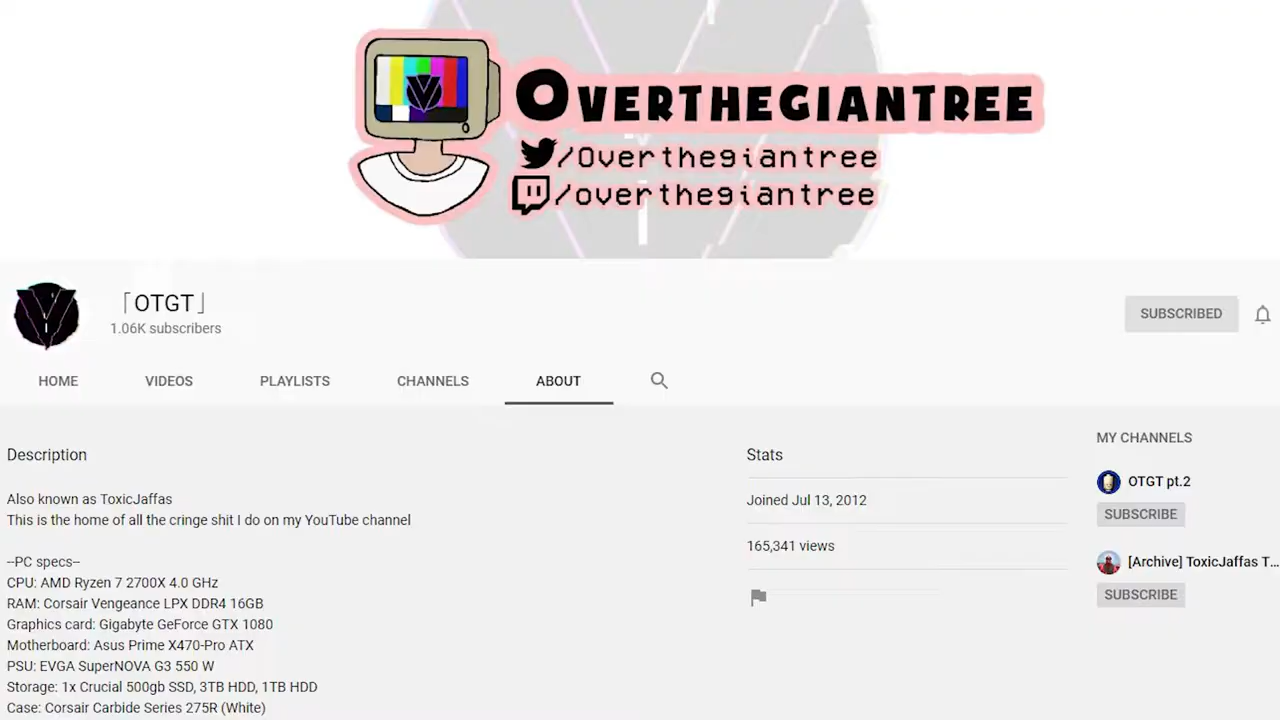 OVERTHEGIANTREE
/Overthegiantree
/overthegiantree
「OTGT」
1.06K subscribers
SUBSCRIBED
HOME
VIDEOS
PLAYLISTS
CHANNELS
ABOUT
Description
Also known as ToxicJaffas
This is the home of all the cringe shit I do on my YouTube channel
--PC specs--
CPU: AMD Ryzen 7 2700X 4.0 GHz
RAM: Corsair Vengeance LPX DDR4 16GB
Graphics card: Gigabyte GeForce GTX 1080
Motherboard: Asus Prime X470-Pro ATX
PSU: EVGA SuperNOVA G3 550 W
Storage: 1x Crucial 500gb SSD, 3TB HDD, 1TB HDD
Case: Corsair Carbide Series 275R (White)
Stats
Joined Jul 13, 2012
165,341 views
MY CHANNELS
OTGT pt.2
SUBSCRIBE
[Archive] ToxicJaffas T...
SUBSCRIBE